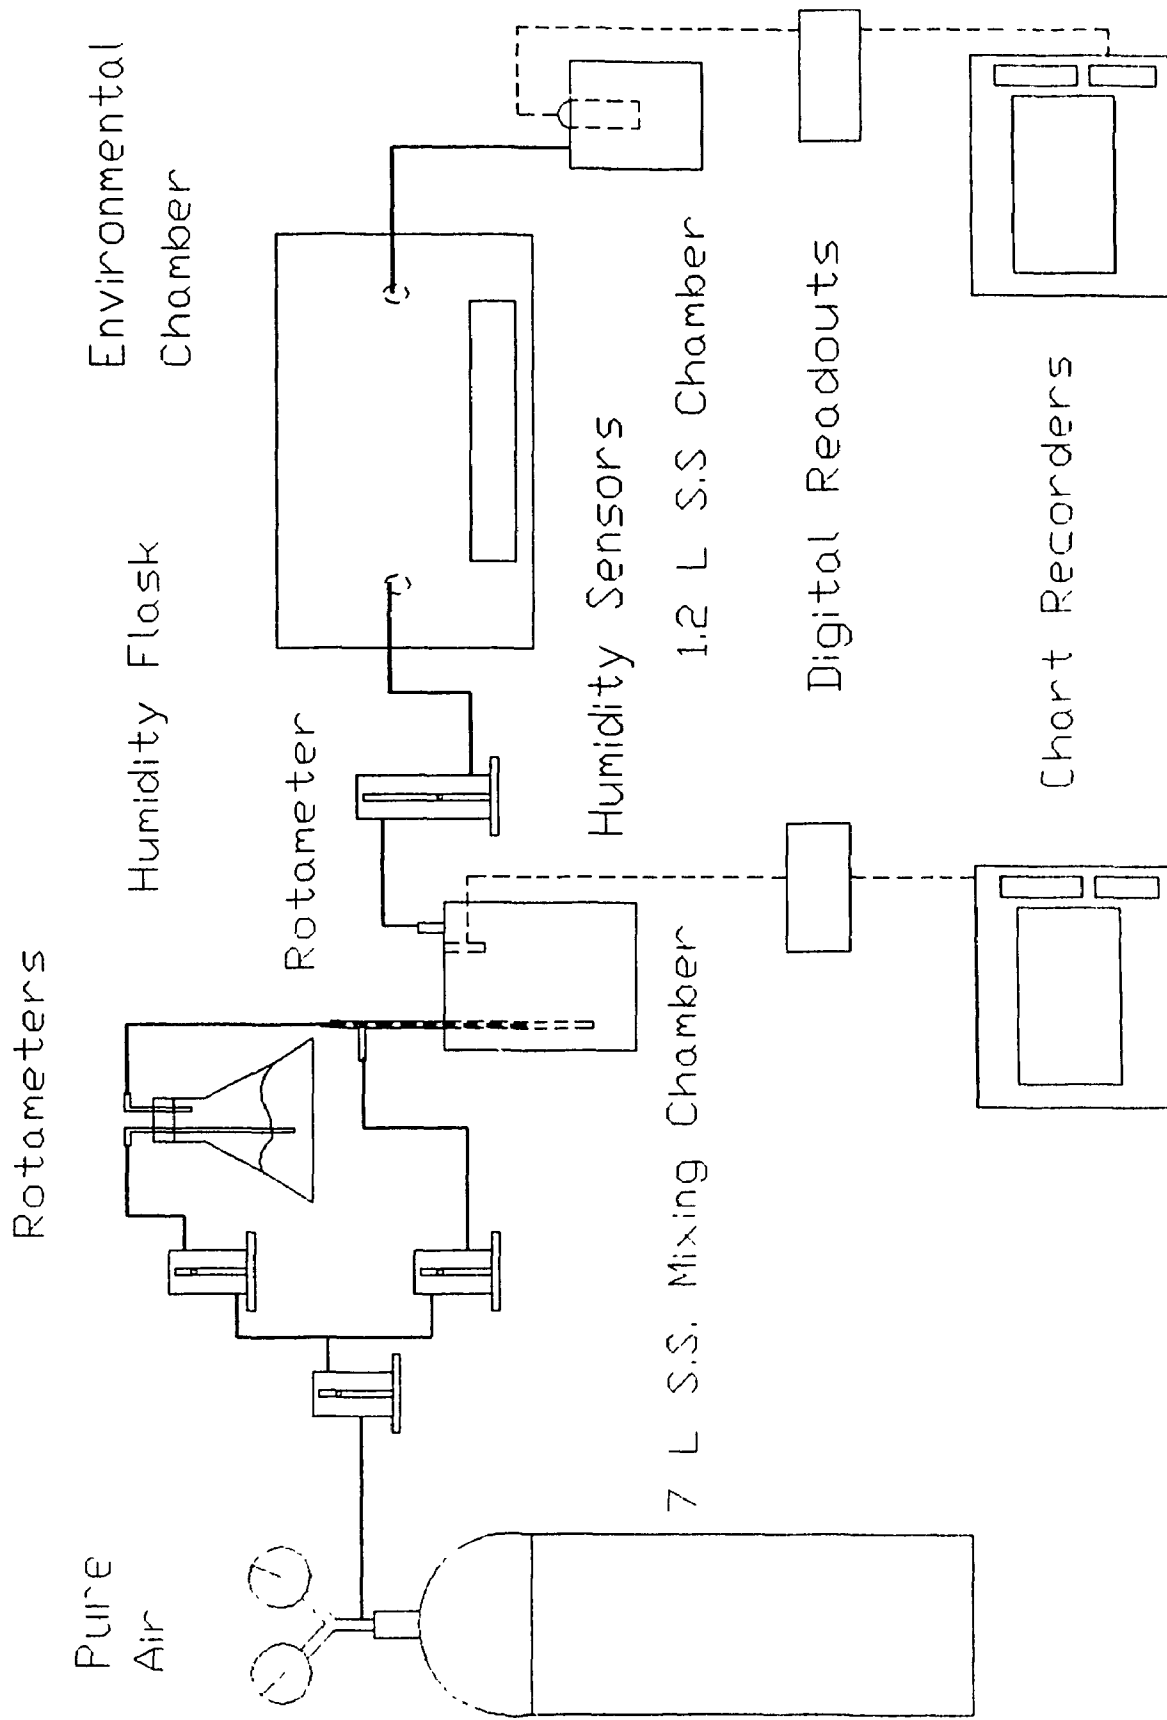 Pure
Air
Rotameters
Humidity Flask
Environmental
Chamber
Rotameter
Humidity Sensors
7 L S.S. Mixing Chamber
1.2 L S.S Chamber
Digital Readouts
Chart Recorders